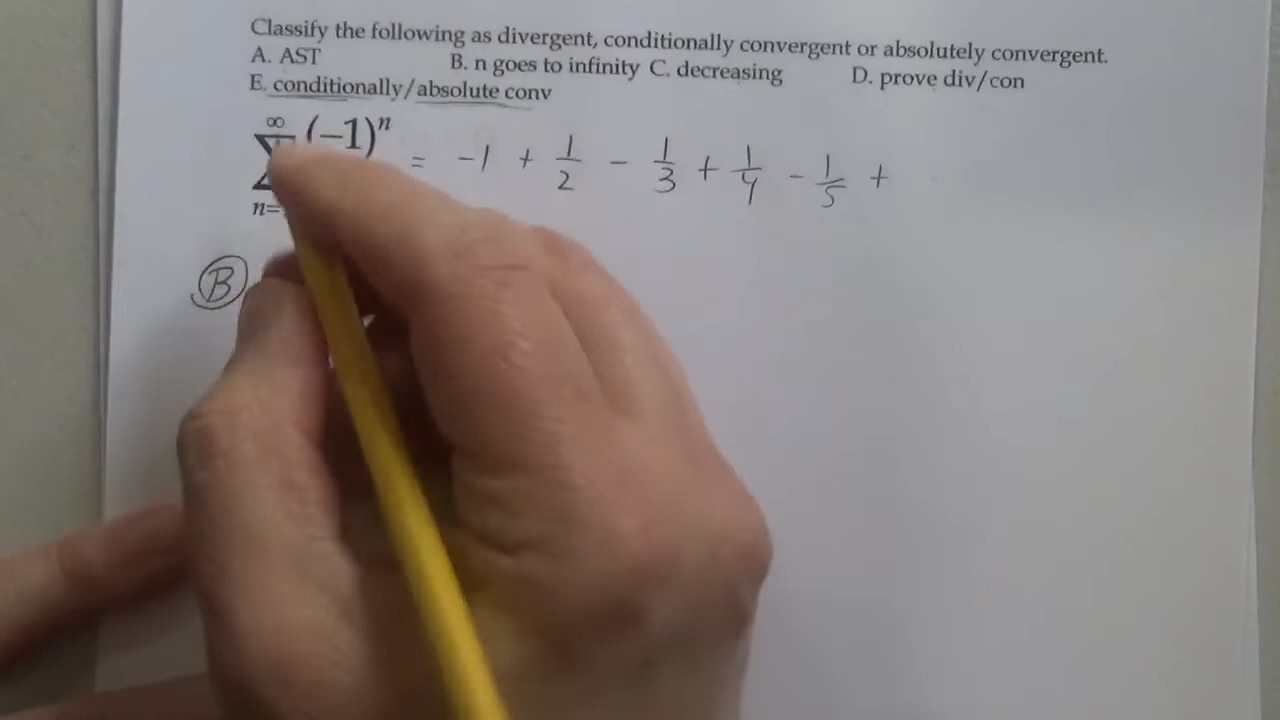 Classify the following as divergent, conditionally convergent or absolutely convergent.
A. AST B. n goes to infinity C. decreasing D. prove div/con
E. conditionally/absolute conv
∞ (−1)ⁿ
Σ = -1 + 1/2 - 1/3 + 1/4 - 1/5 +
n=
B